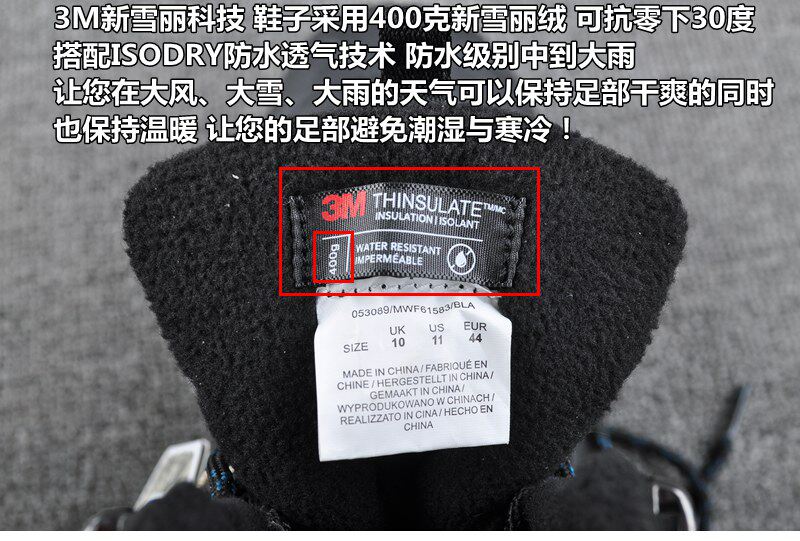 3M新雪丽科技 鞋子采用400克新雪丽绒 可抗零下30度
搭配ISODRY防水透气技术 防水级别中到大雨
让您在大风、大雪、大雨的天气可以保持足部干爽的同时
也保持温暖 让您的足部避免潮湿与寒冷！
3M THINSULATE TM/MC
INSULATION | ISOLANT
400g
WATER RESISTANT
IMPERMÉABLE
053089/MWF61583/BLA
UK US EUR
SIZE 10 11 44
MADE IN CHINA / FABRIQUÉ EN
CHINE / HERGESTELLT IN CHINA/
GEMAAKT IN CHINA /
WYPRODUKOWANO W CHINACH /
REALIZZATO IN CINA / HECHO EN
CHINA